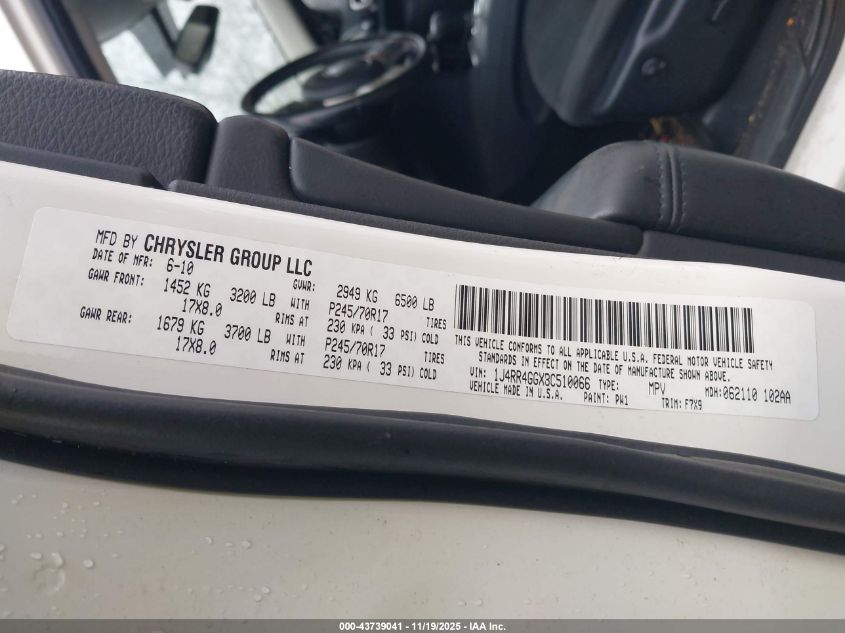 MFD BY CHRYSLER GROUP LLC
DATE OF MFR: 6-10 GVWR: 2949 KG 6500 LB
GAWR FRONT: 1452 KG 3200 LB WITH P245/70R17 TIRES
17X8.0 RIMS AT 230 KPA ( 33 PSI) COLD
GAWR REAR: 1679 KG 3700 LB WITH P245/70R17 TIRES
17X8.0 RIMS AT 230 KPA ( 33 PSI) COLD
THIS VEHICLE CONFORMS TO ALL APPLICABLE U.S.A. FEDERAL MOTOR VEHICLE SAFETY
STANDARDS IN EFFECT ON THE DATE OF MANUFACTURE SHOWN ABOVE.
VIN: 1J4RR4GGXBC510066 TYPE: MPV MDH:062110 102AA
VEHICLE MADE IN U.S.A. PAINT: PW1 TRIM: F7X9
000-43739041 - 11/19/2025 - IAA Inc.